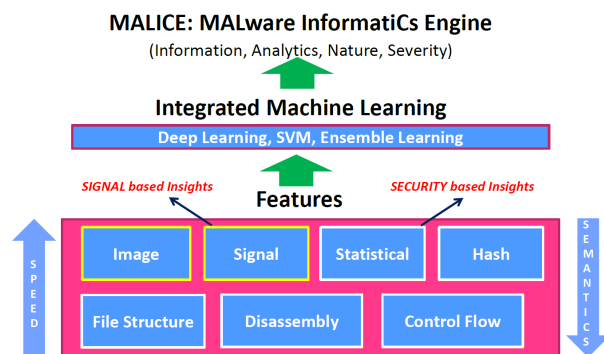 MALICE: MALware InformatiCs Engine
(Information, Analytics, Nature, Severity)
Integrated Machine Learning
Deep Learning, SVM, Ensemble Learning
SIGNAL based Insights
SECURITY based Insights
Features
SPEED
Image
Signal
Statistical
Hash
File Structure
Disassembly
Control Flow
SEMANTICS